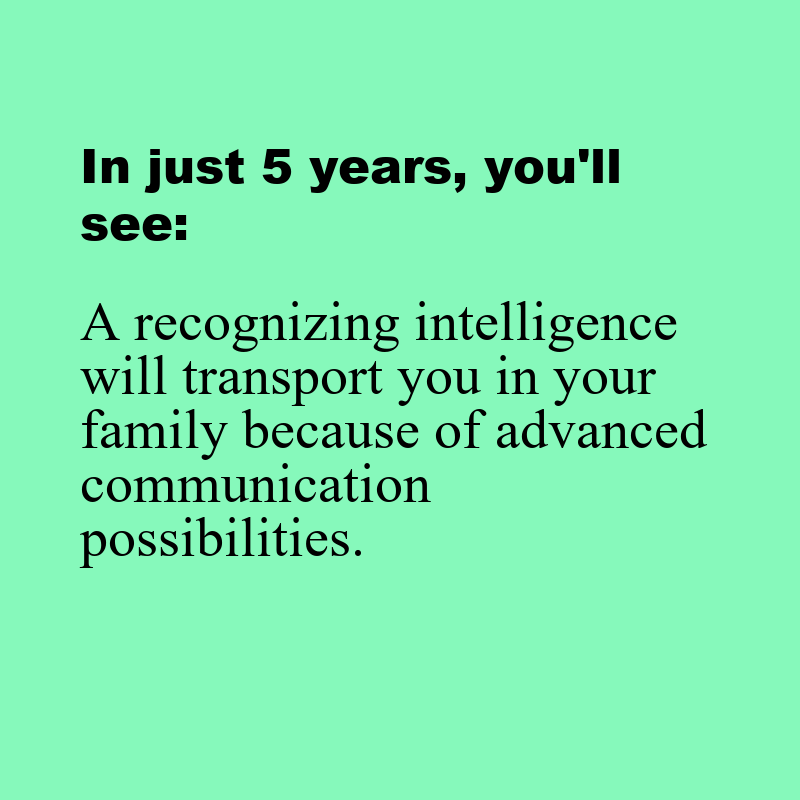 In just 5 years, you'll
see:
A recognizing intelligence
will transport you in your
family because of advanced
communication
possibilities.